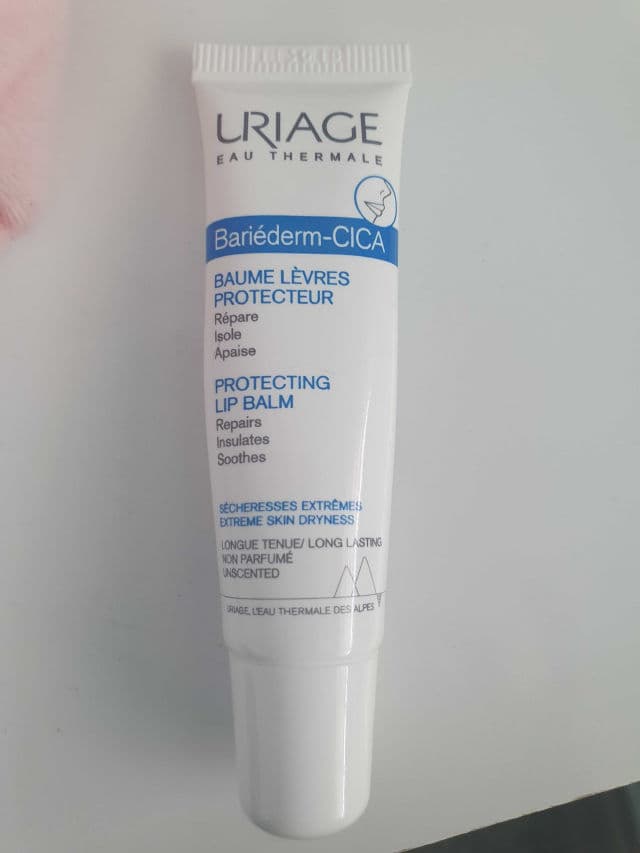 URIAGE
EAU THERMALE
Bariéderm-CICA
BAUME LÈVRES
PROTECTEUR
Répare
Isole
Apaise
PROTECTING
LIP BALM
Repairs
Insulates
Soothes
SÉCHERESSES EXTRÊMES
EXTREME SKIN DRYNESS
LONGUE TENUE/ LONG LASTING
NON PARFUMÉ
UNSCENTED
URIAGE, L'EAU THERMALE DES ALPES